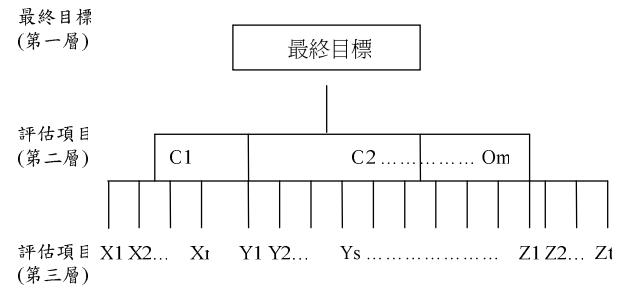 最終目標
(第一層)
最終目標
評估項目
(第二層)
C1 C2 ………………… Om
評估項目 X1 X2… Xr Y1 Y2… Ys …………………… Z1 Z2… Zt
(第三層)